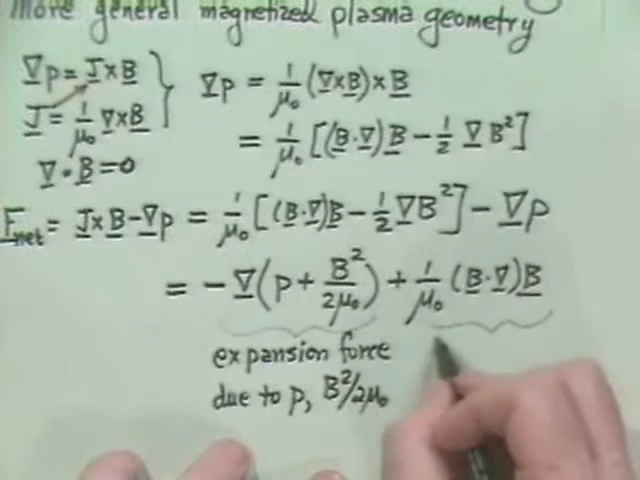 More general magnetized plasma geometry
∇p = J×B
J = 1/μ₀ ∇×B
∇·B = 0
} ∇p = 1/μ₀ (∇×B)×B
= 1/μ₀ [(B·∇)B − 1/2 ∇B²]
F_net = J×B − ∇p = 1/μ₀ [(B·∇)B − 1/2 ∇B²] − ∇p
= −∇(p + B²/2μ₀) + 1/μ₀ (B·∇)B
expansion force
due to p, B²/2μ₀